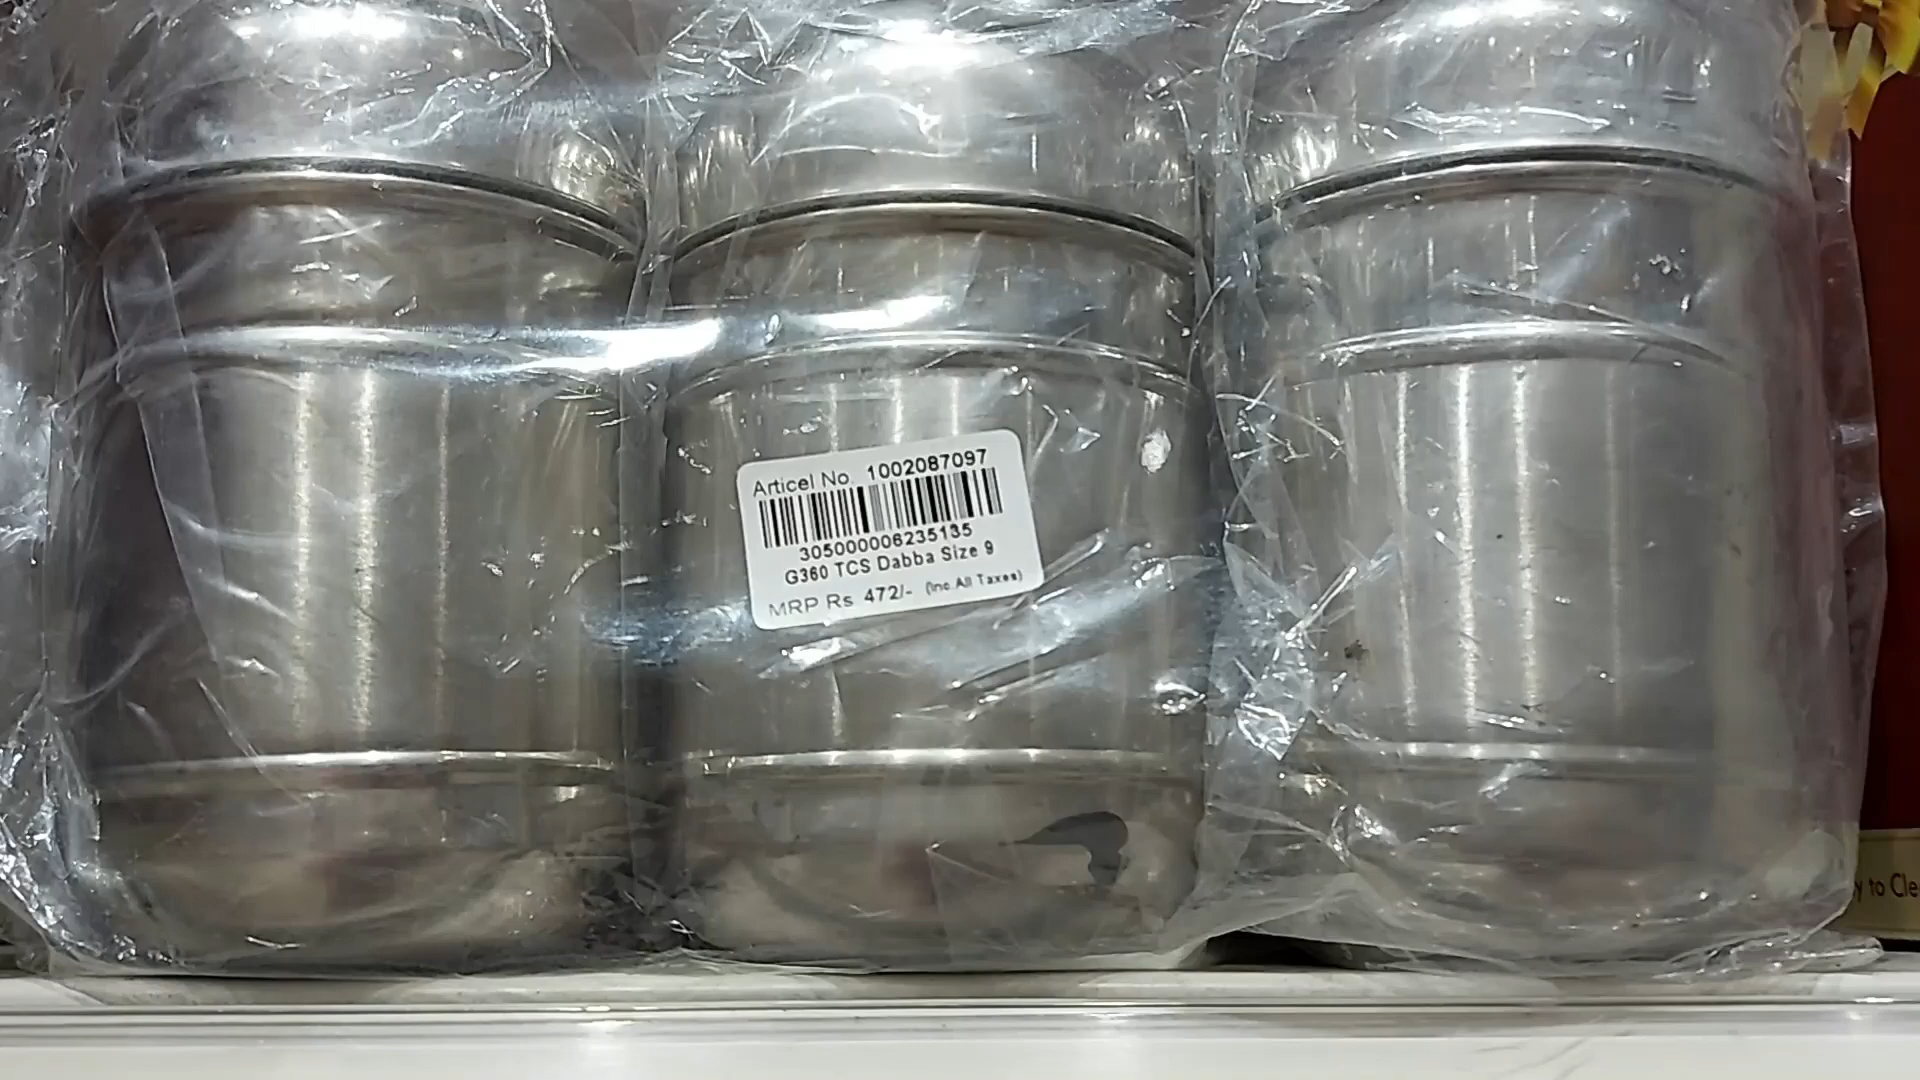 Articel No. 1002087097
305000006235135
G360 TCS Dabba Size 9
MRP Rs 472/- (Inc.All Taxes)
y to Cle